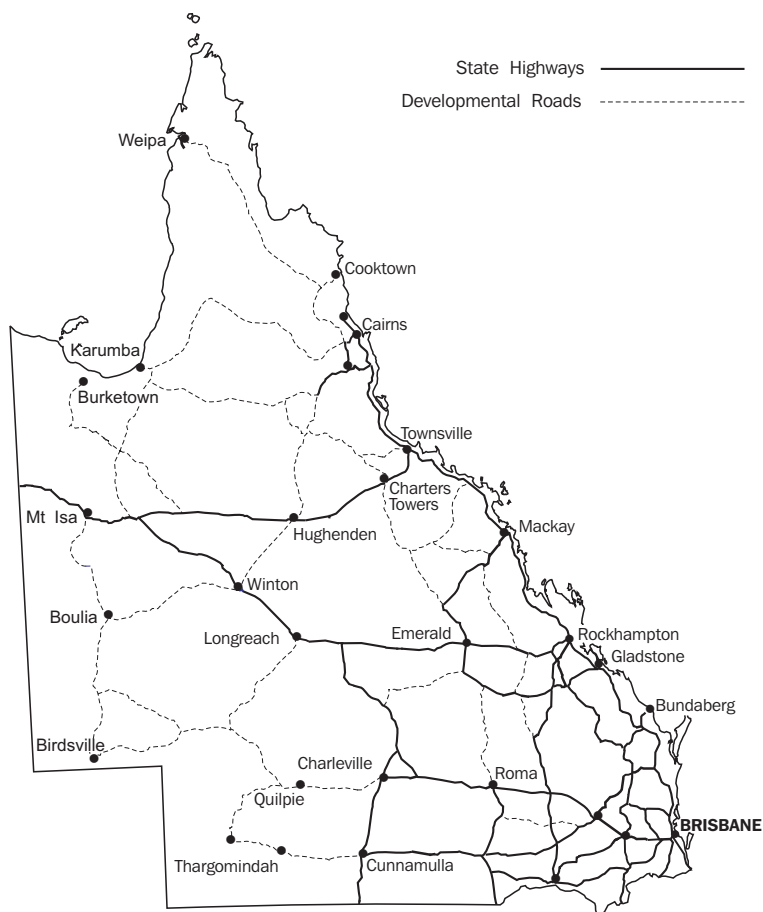 State Highways
Developmental Roads
Weipa
Cooktown
Cairns
Karumba
Burketown
Townsville
Charters
Towers
Mt Isa
Hughenden
Mackay
Winton
Boulia
Longreach
Emerald
Rockhampton
Gladstone
Bundaberg
Birdsville
Charleville
Roma
Quilpie
BRISBANE
Thargomindah
Cunnamulla